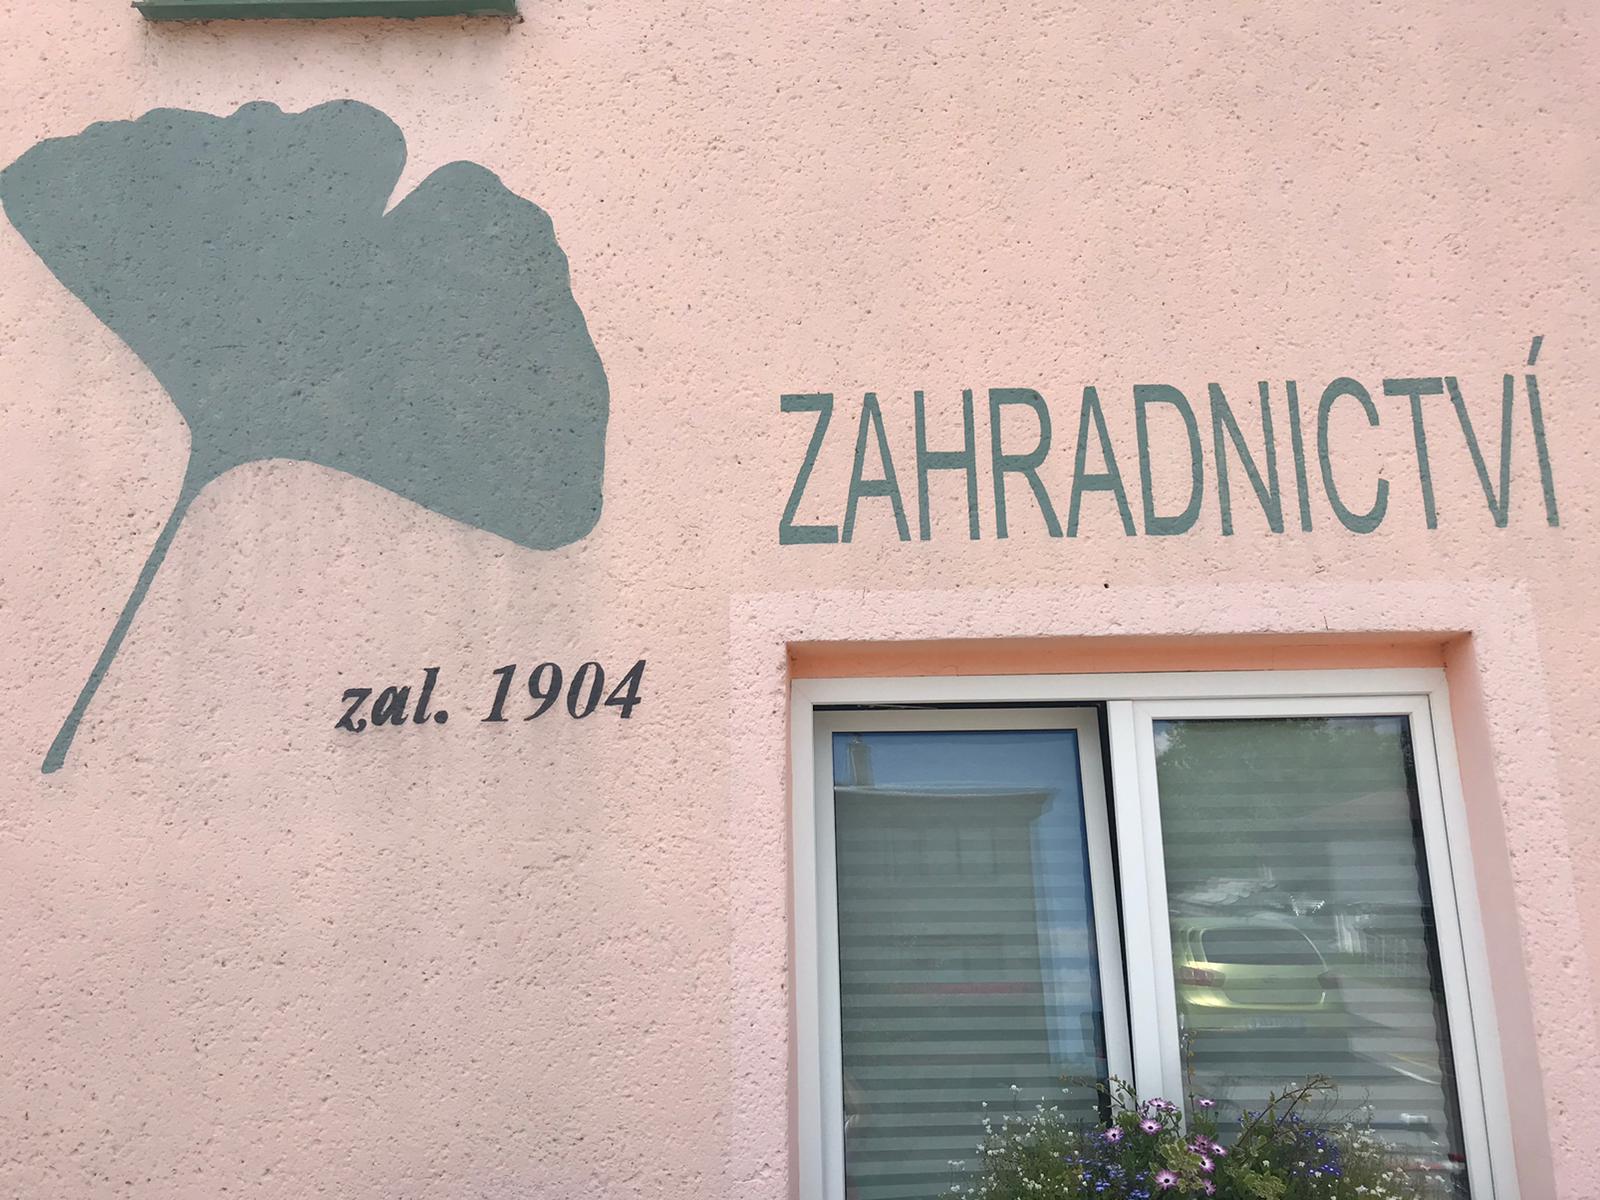 ZAHRADNICTVÍ
zal. 1904